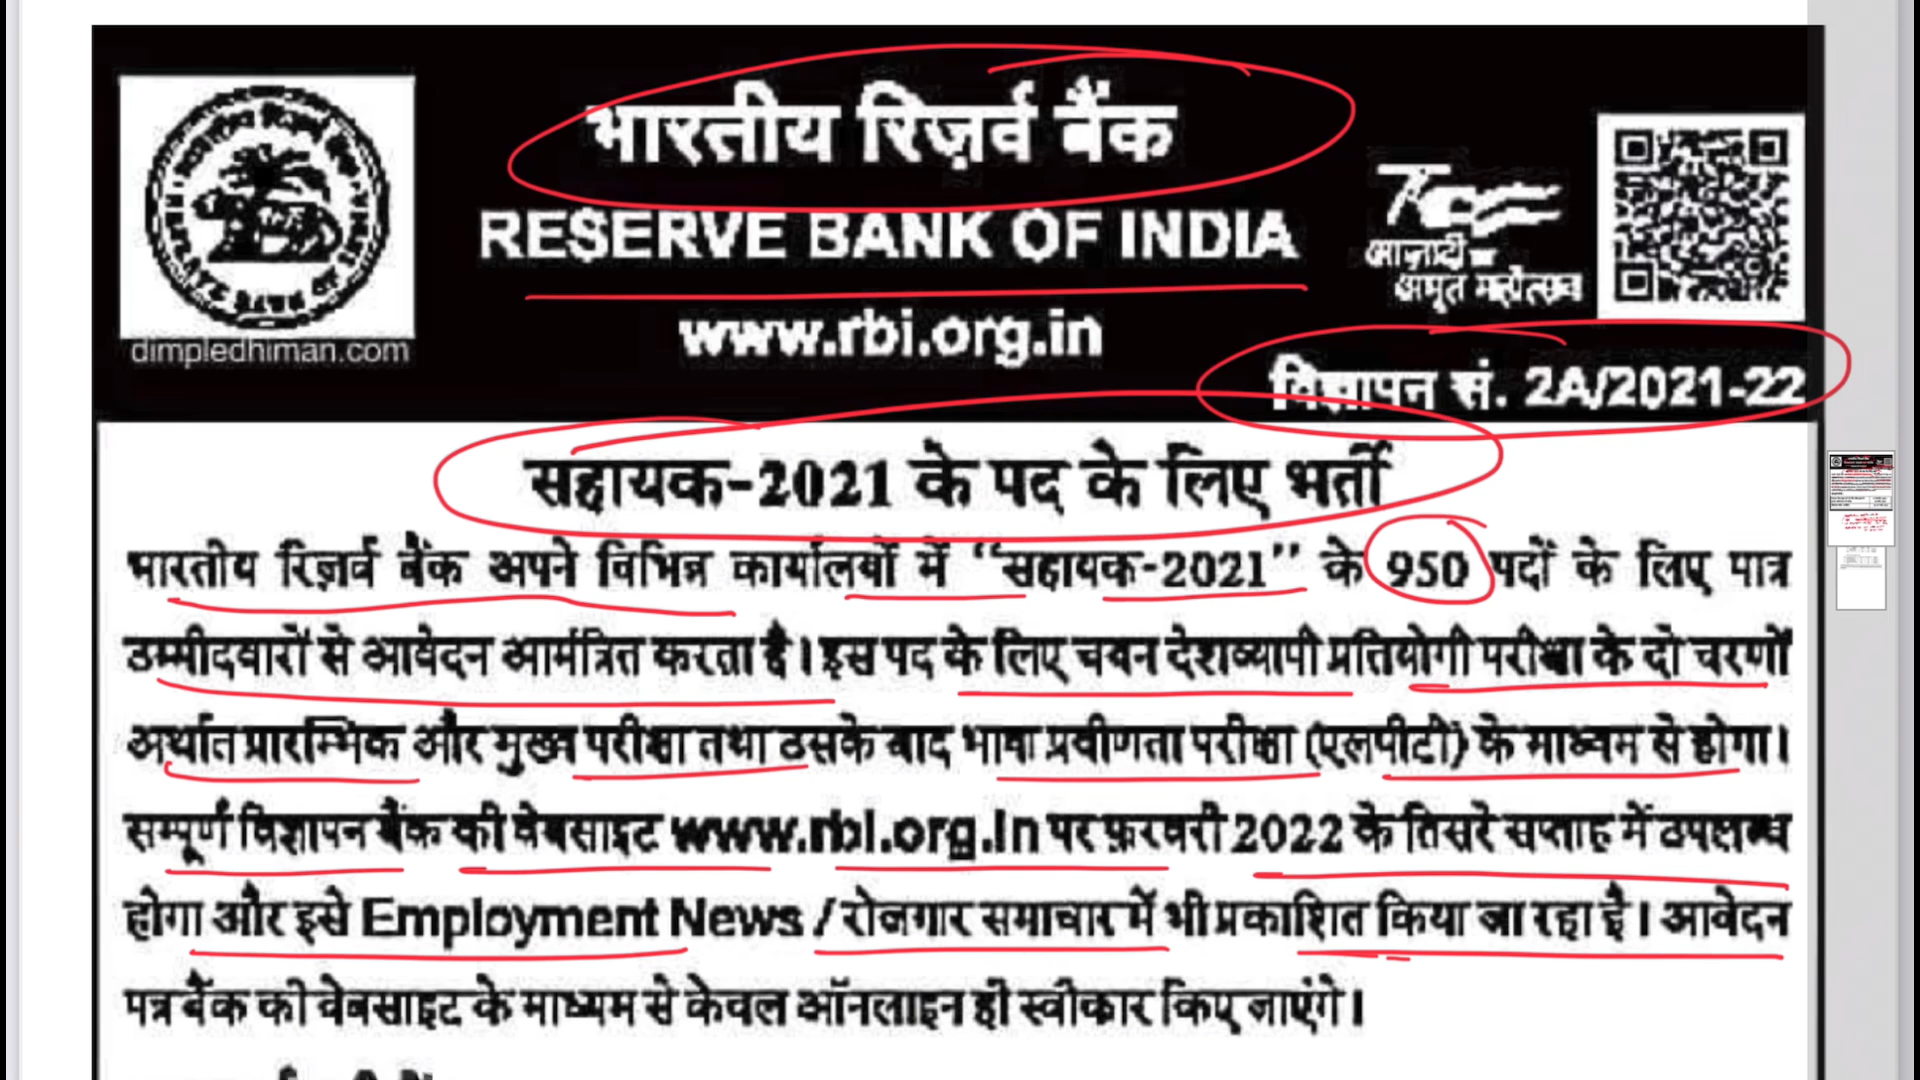 भारतीय रिज़र्व बैंक
RESERVE BANK OF INDIA
www.rbi.org.in
आज़ादी का
अमृत महोत्सव
dimpledhiman.com
विज्ञापन सं. 2A/2021-22
सहायक-2021 के पद के लिए भर्ती
भारतीय रिज़र्व बैंक अपने विभिन्न कार्यालयों में “सहायक-2021” के 950 पदों के लिए पात्र
उम्मीदवारों से आवेदन आमंत्रित करता है। इस पद के लिए चयन देशव्यापी प्रतियोगी परीक्षा के दो चरणों
अर्थात प्रारम्भिक और मुख्य परीक्षा तथा उसके बाद भाषा प्रवीणता परीक्षा (एलपीटी) के माध्यम से होगा।
सम्पूर्ण विज्ञापन बैंक की वेबसाइट www.rbi.org.in पर फ़रवरी 2022 के तिसरे सप्ताह में उपलब्ध
होगा और इसे Employment News / रोजगार समाचार में भी प्रकाशित किया जा रहा है। आवेदन
पत्र बैंक की वेबसाइट के माध्यम से केवल ऑनलाइन ही स्वीकार किए जाएंगे।